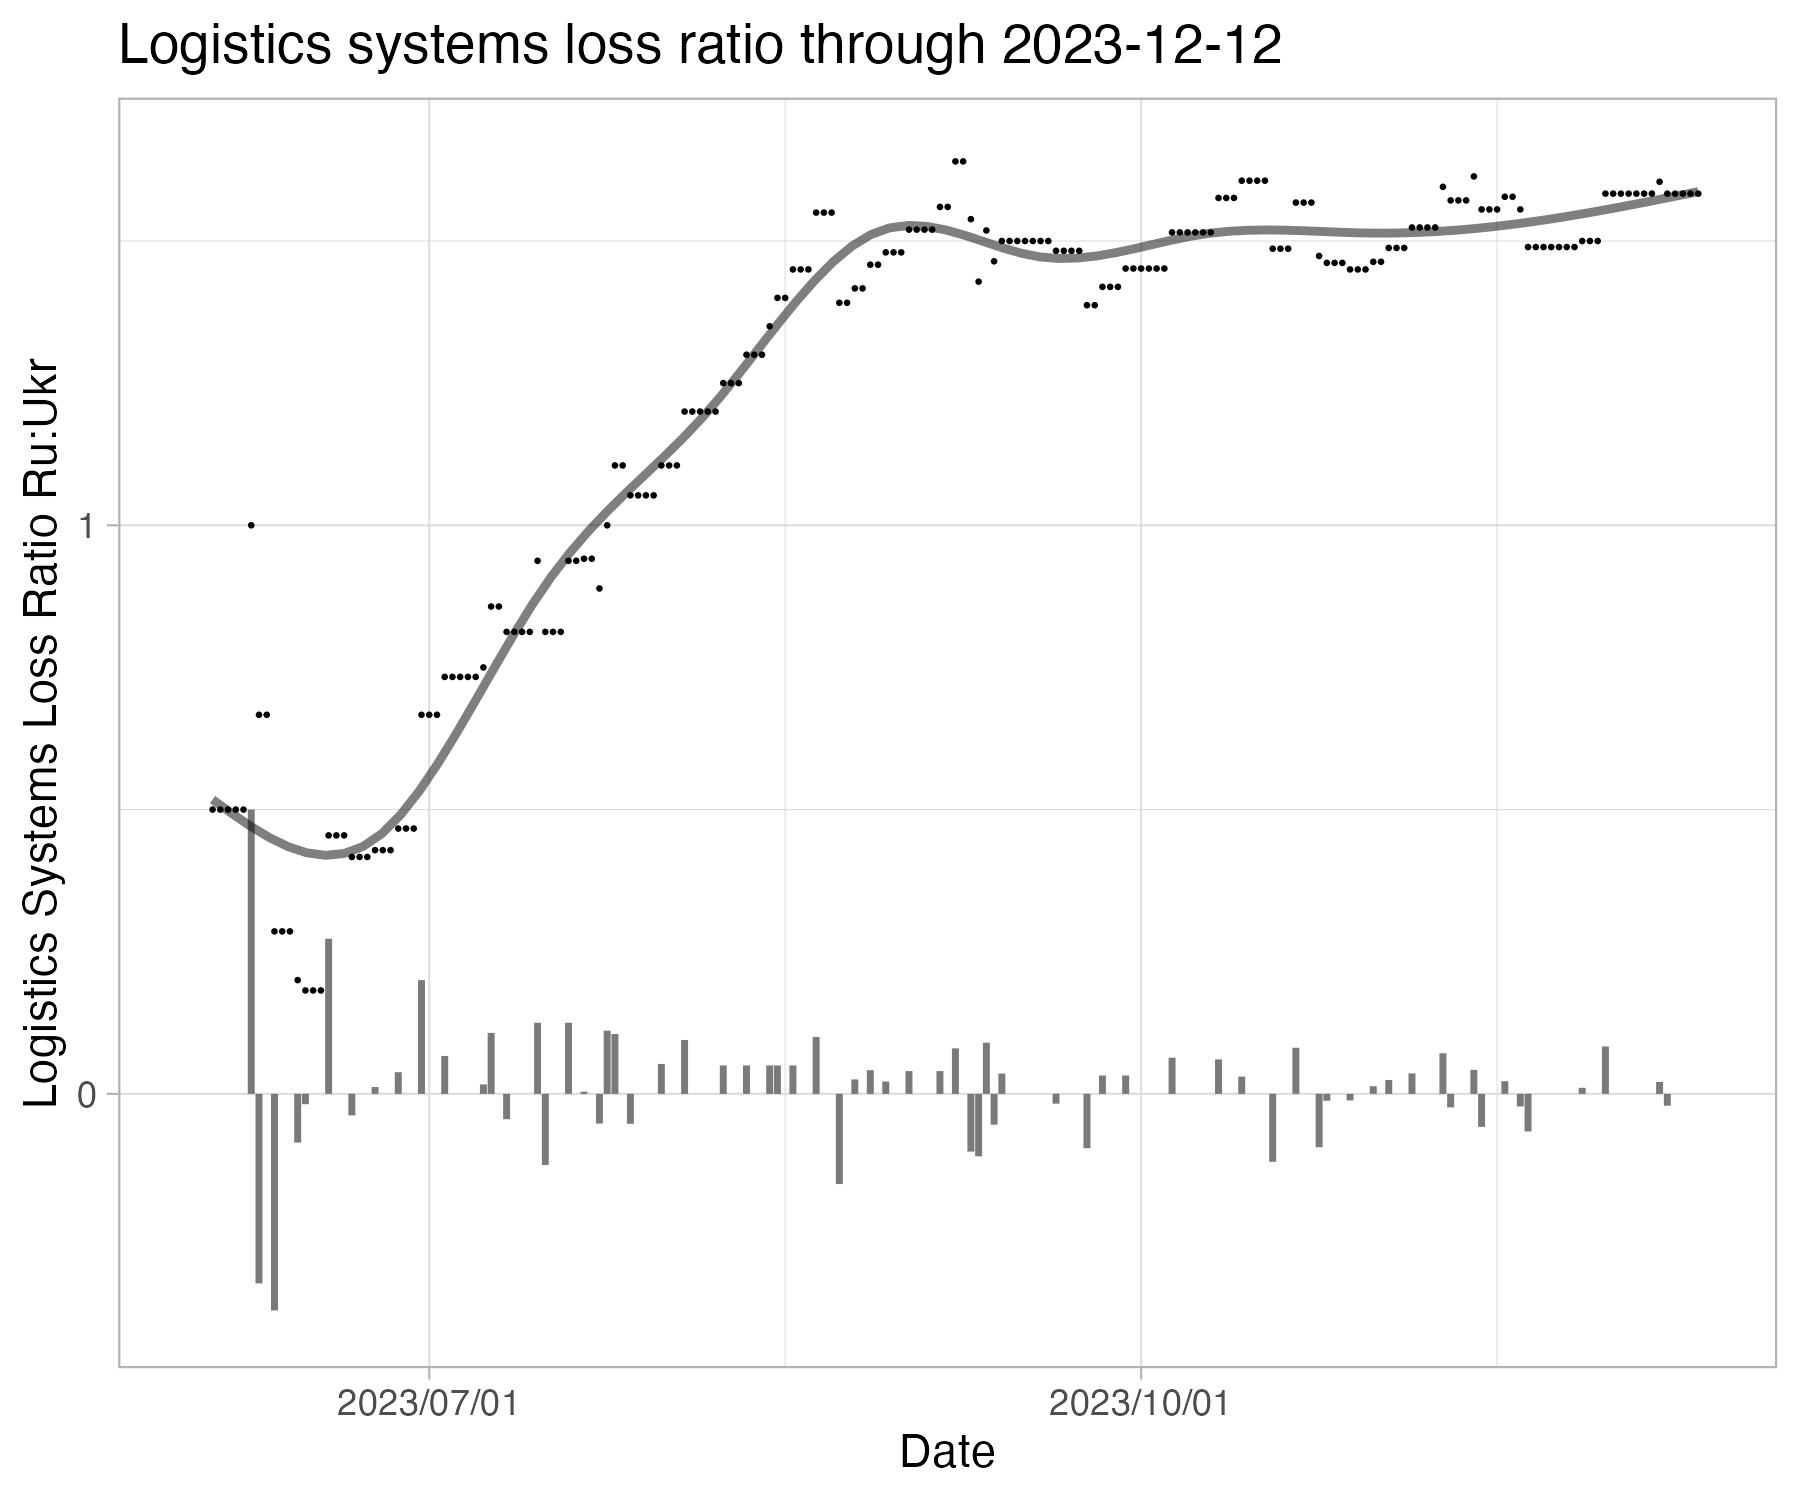 Logistics systems loss ratio through 2023-12-12
Logistics Systems Loss Ratio Ru:Ukr
1
0
2023/07/01
2023/10/01
Date